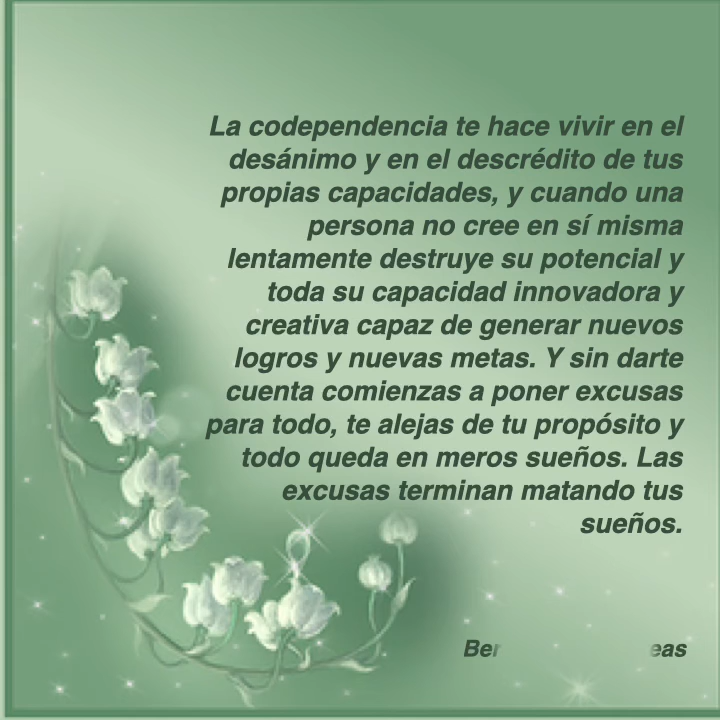 La codependencia te hace vivir en el
desánimo y en el descrédito de tus
propias capacidades, y cuando una
persona no cree en sí misma
lentamente destruye su potencial y
toda su capacidad innovadora y
creativa capaz de generar nuevos
logros y nuevas metas. Y sin darte
cuenta comienzas a poner excusas
para todo, te alejas de tu propósito y
todo queda en meros sueños. Las
excusas terminan matando tus
sueños.